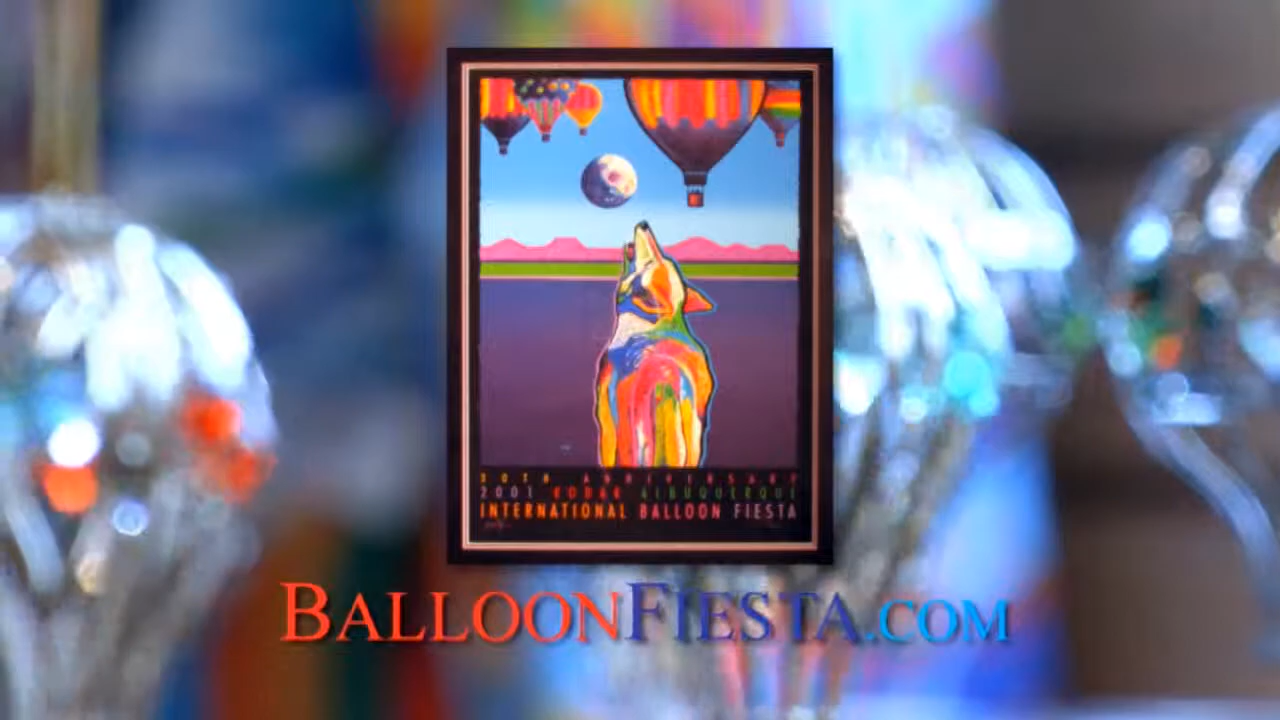 30TH ANNIVERSARY
2001 KODAK ALBUQUERQUE
INTERNATIONAL BALLOON FIESTA
BALLOONFIESTA.COM